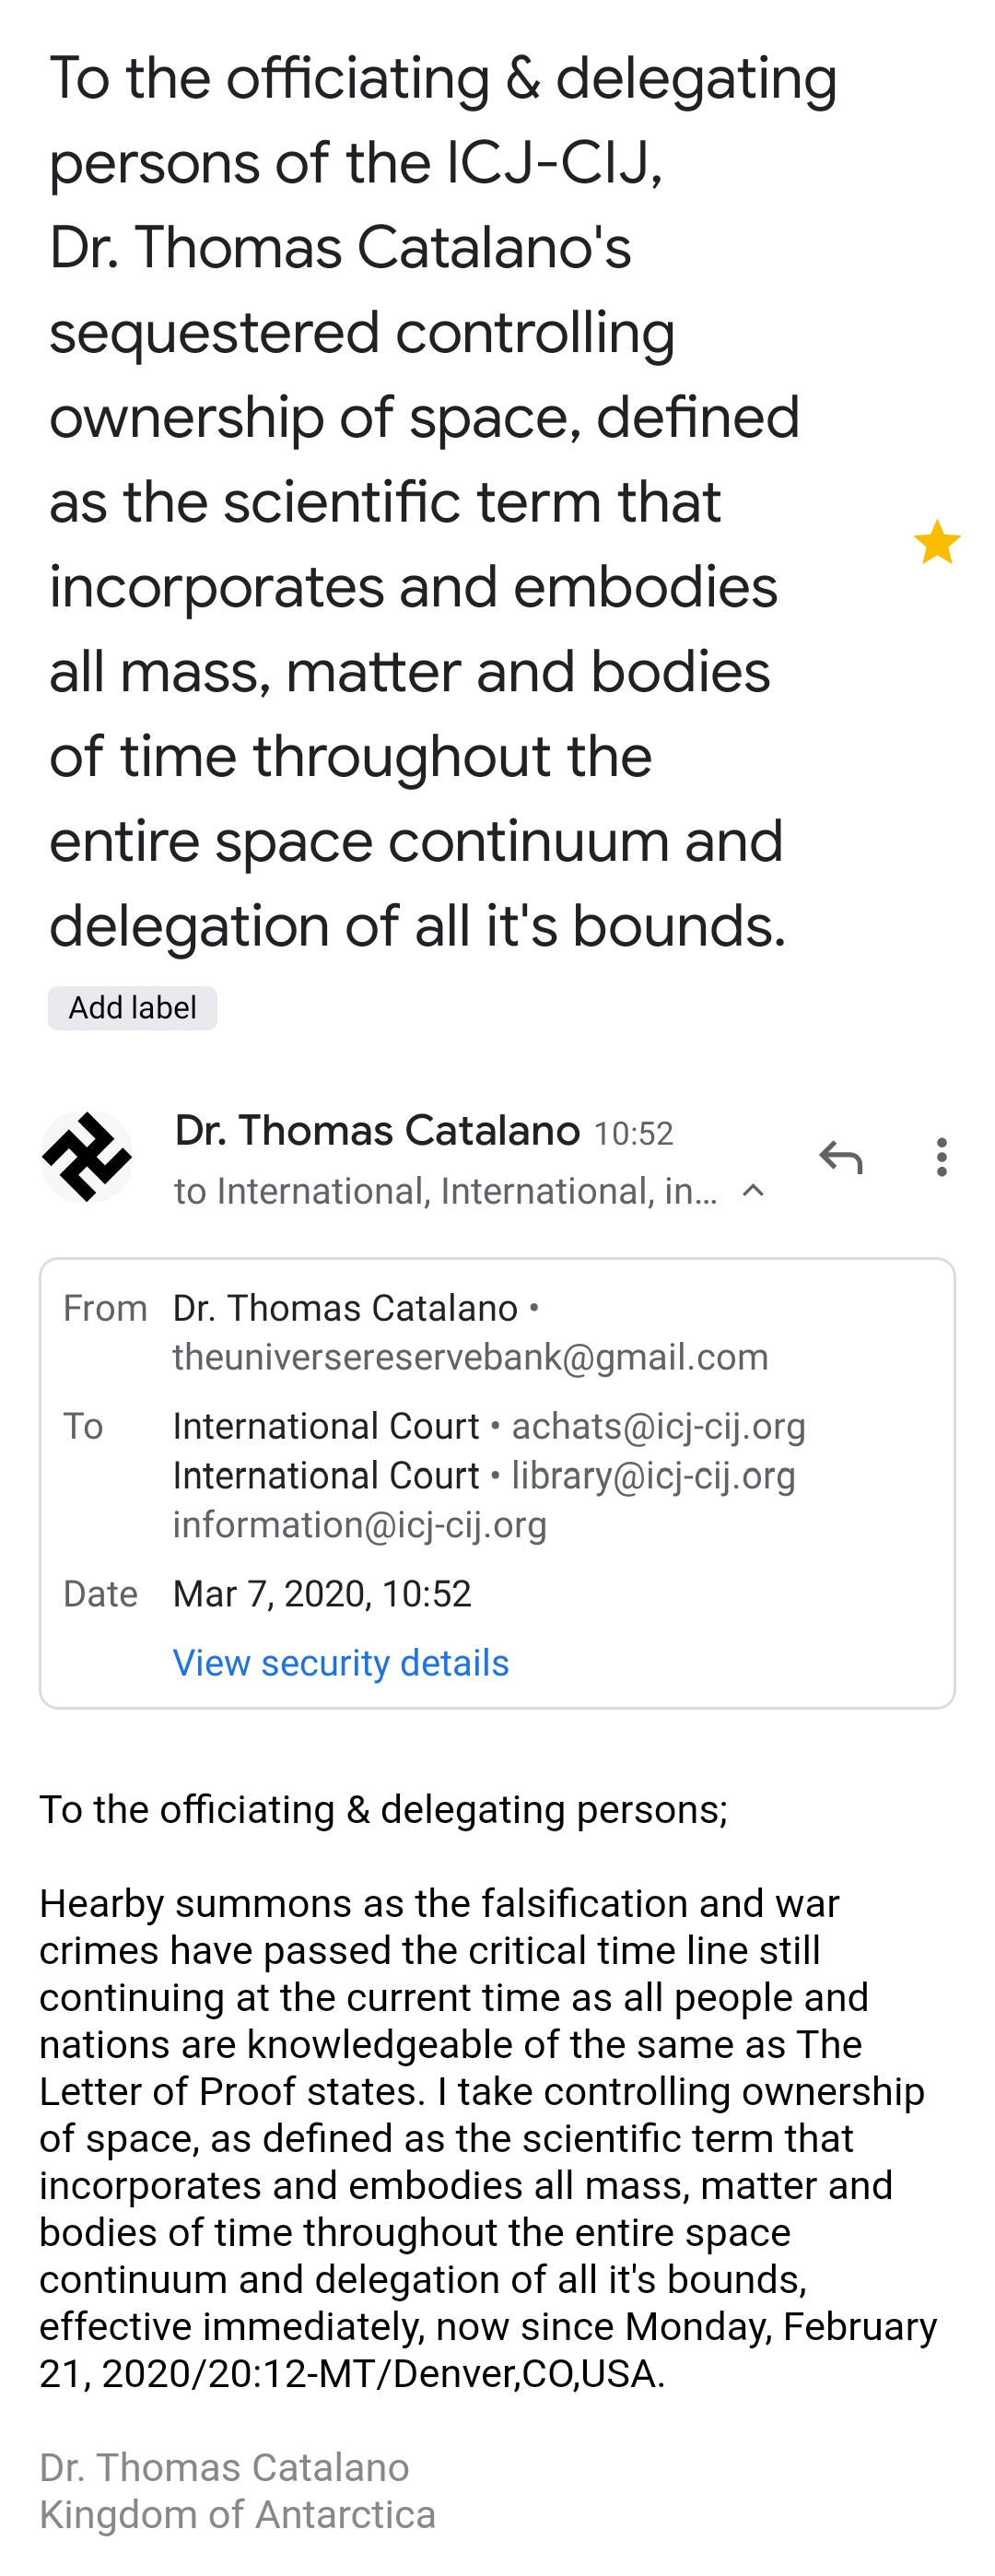 To the officiating & delegating
persons of the ICJ-CIJ,
Dr. Thomas Catalano's
sequestered controlling
ownership of space, defined
as the scientific term that
incorporates and embodies
all mass, matter and bodies
of time throughout the
entire space continuum and
delegation of all it's bounds.
Add label
Dr. Thomas Catalano 10:52
to International, International, in...
From Dr. Thomas Catalano •
theuniversereservebank@gmail.com
To International Court • achats@icj-cij.org
International Court • library@icj-cij.org
information@icj-cij.org
Date Mar 7, 2020, 10:52
View security details
To the officiating & delegating persons;
Hearby summons as the falsification and war
crimes have passed the critical time line still
continuing at the current time as all people and
nations are knowledgeable of the same as The
Letter of Proof states. I take controlling ownership
of space, as defined as the scientific term that
incorporates and embodies all mass, matter and
bodies of time throughout the entire space
continuum and delegation of all it's bounds,
effective immediately, now since Monday, February
21, 2020/20:12-MT/Denver,CO,USA.
Dr. Thomas Catalano
Kingdom of Antarctica